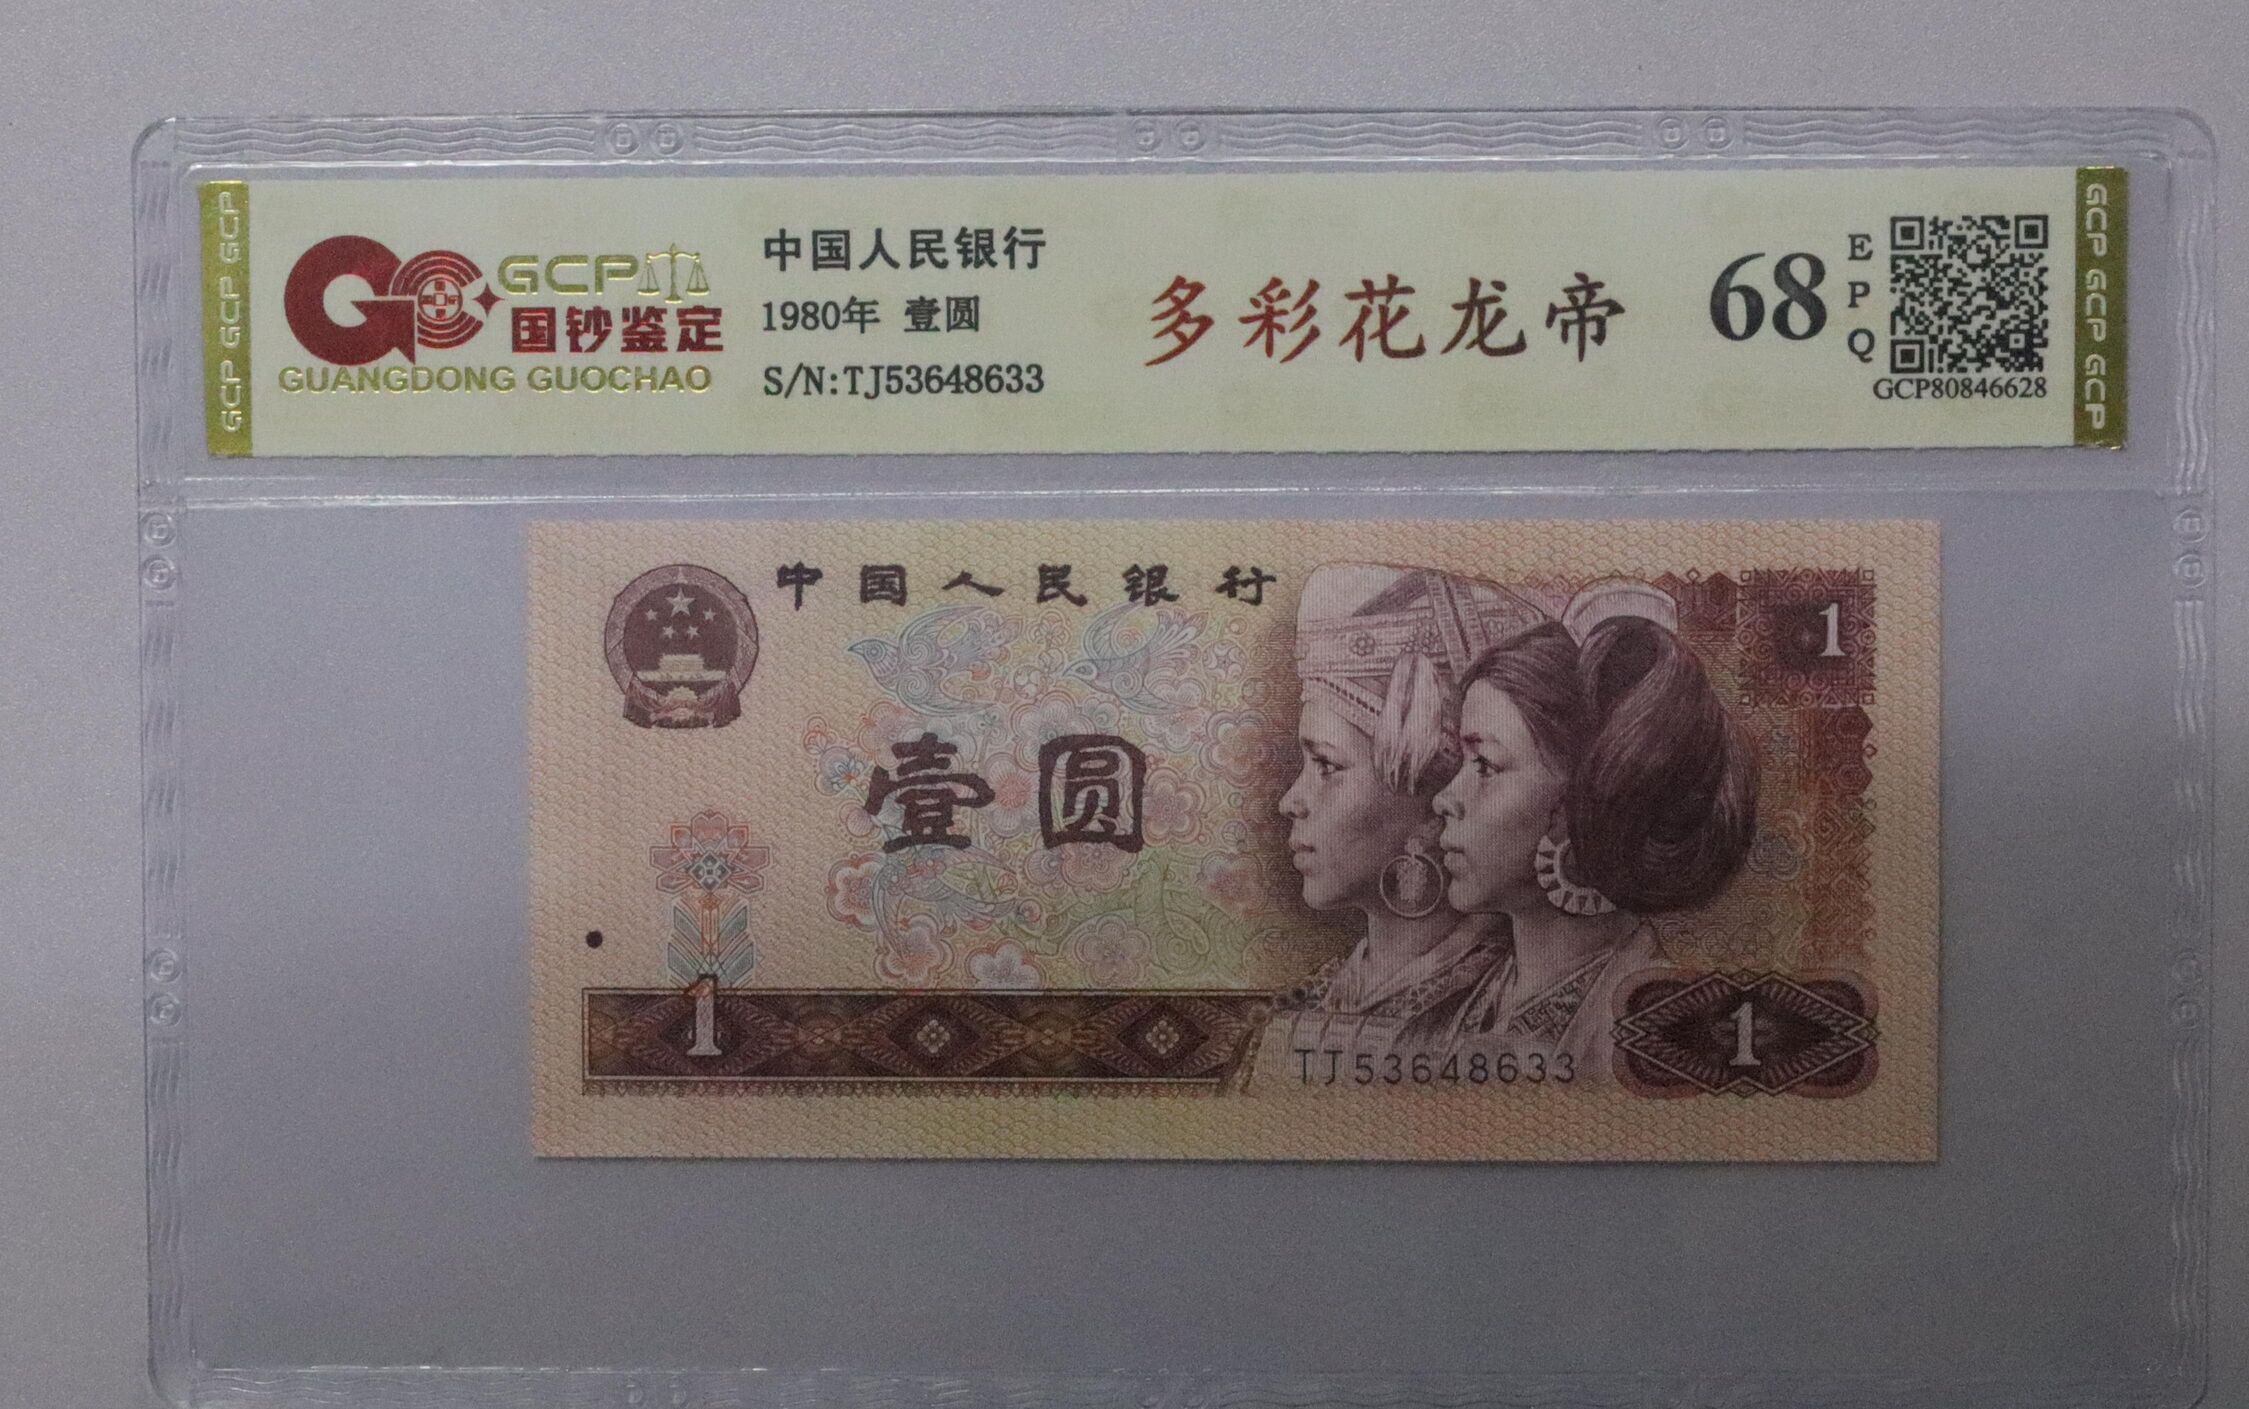 GCP GCP GCP
GCP
国钞鉴定
GUANGDONG GUOCHAO
中国人民银行
1980年 壹圆
S/N:TJ53648633
多彩花龙帝
68
EPQ
GCP80846628
GCP GCP GCP
中国人民银行
1
壹圆
1
TJ53648633
1